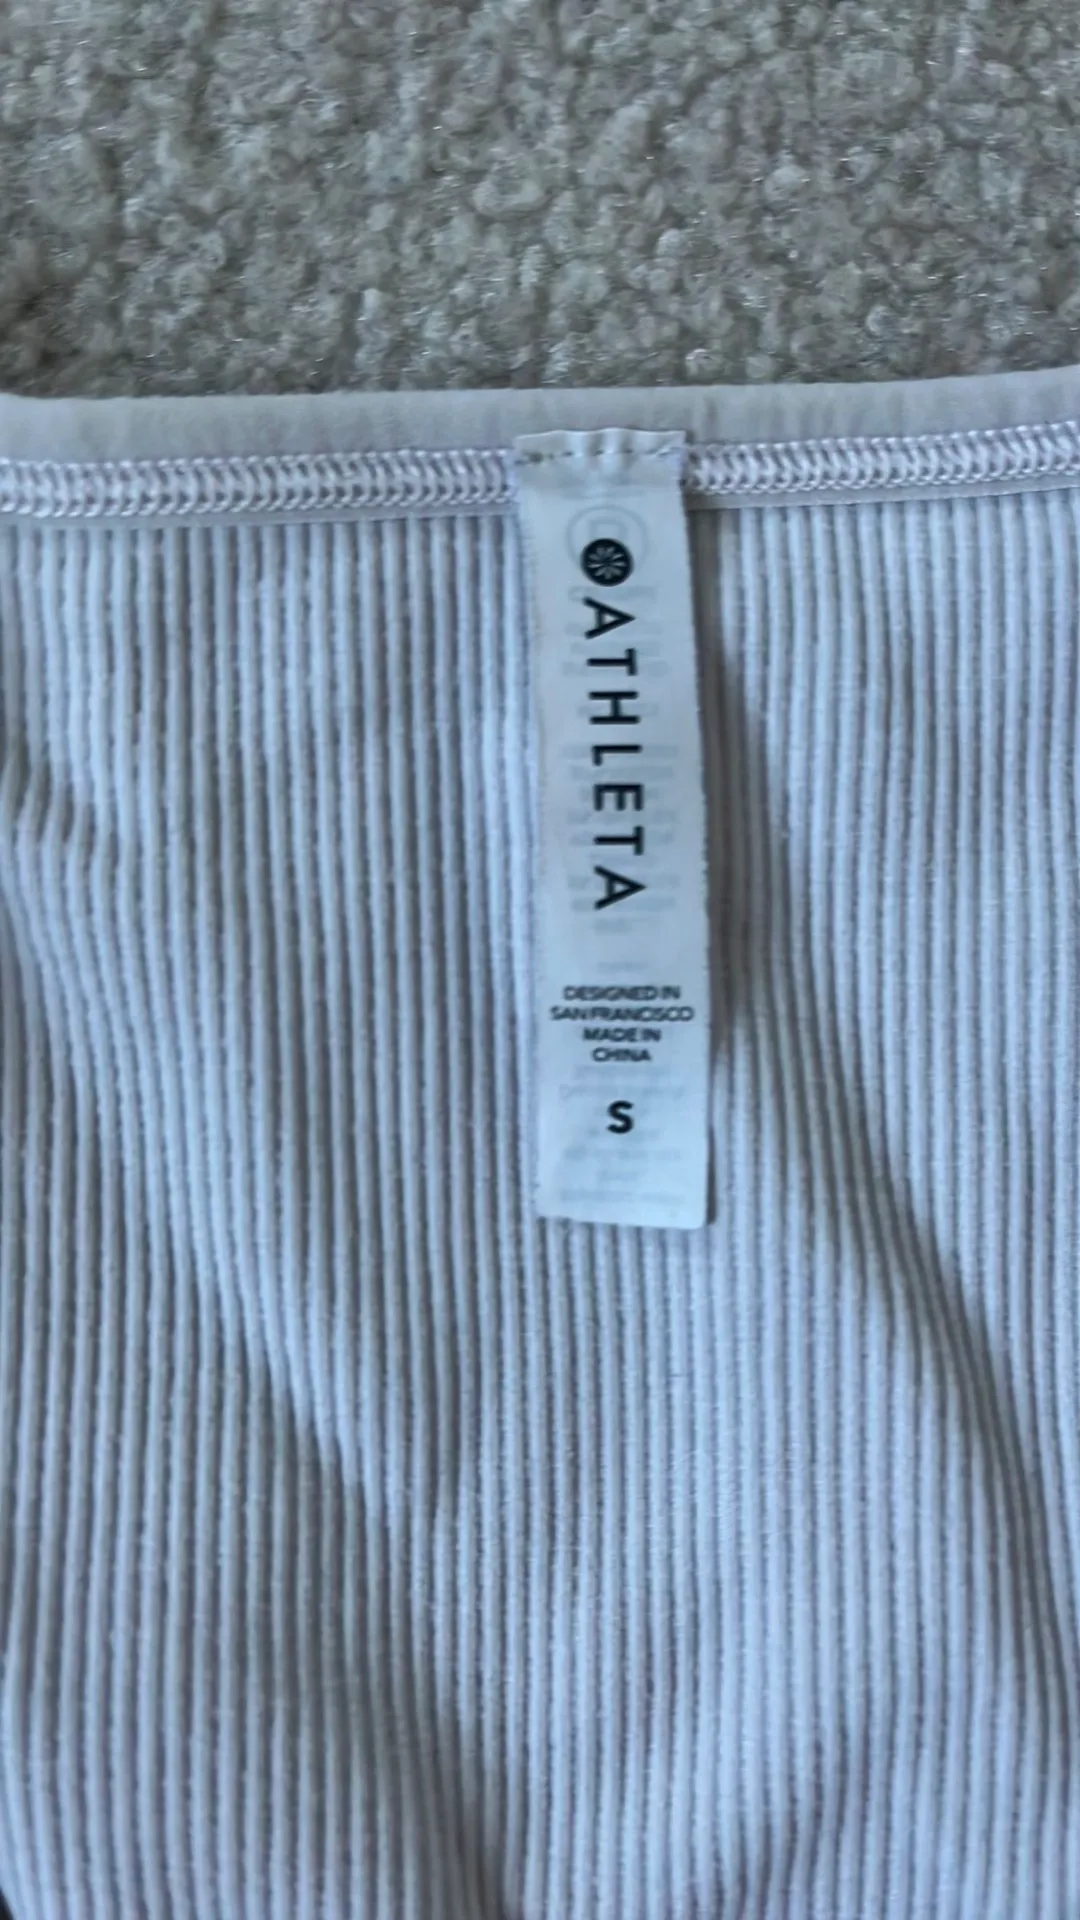 ATHLETA
DESIGNED IN
SAN FRANCISCO
MADE IN
CHINA
S